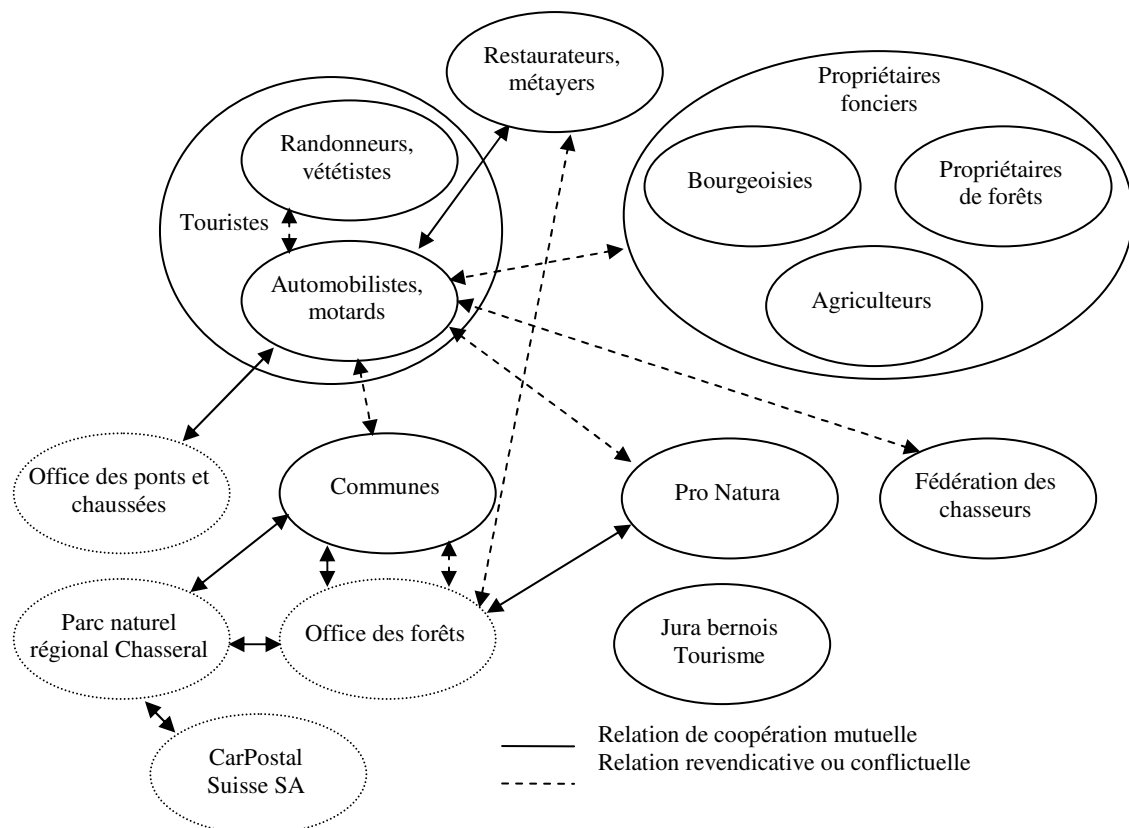 Restaurateurs,
métayers
Propriétaires
fonciers
Randonneurs,
vététistes
Bourgeoisies
Propriétaires
de forêts
Touristes
Automobilistes,
motards
Agriculteurs
Office des ponts et
chaussées
Communes
Pro Natura
Fédération des
chasseurs
Parc naturel
régional Chasseral
Office des forêts
Jura bernois
Tourisme
CarPostal
Suisse SA
Relation de coopération mutuelle
Relation revendicative ou conflictuelle